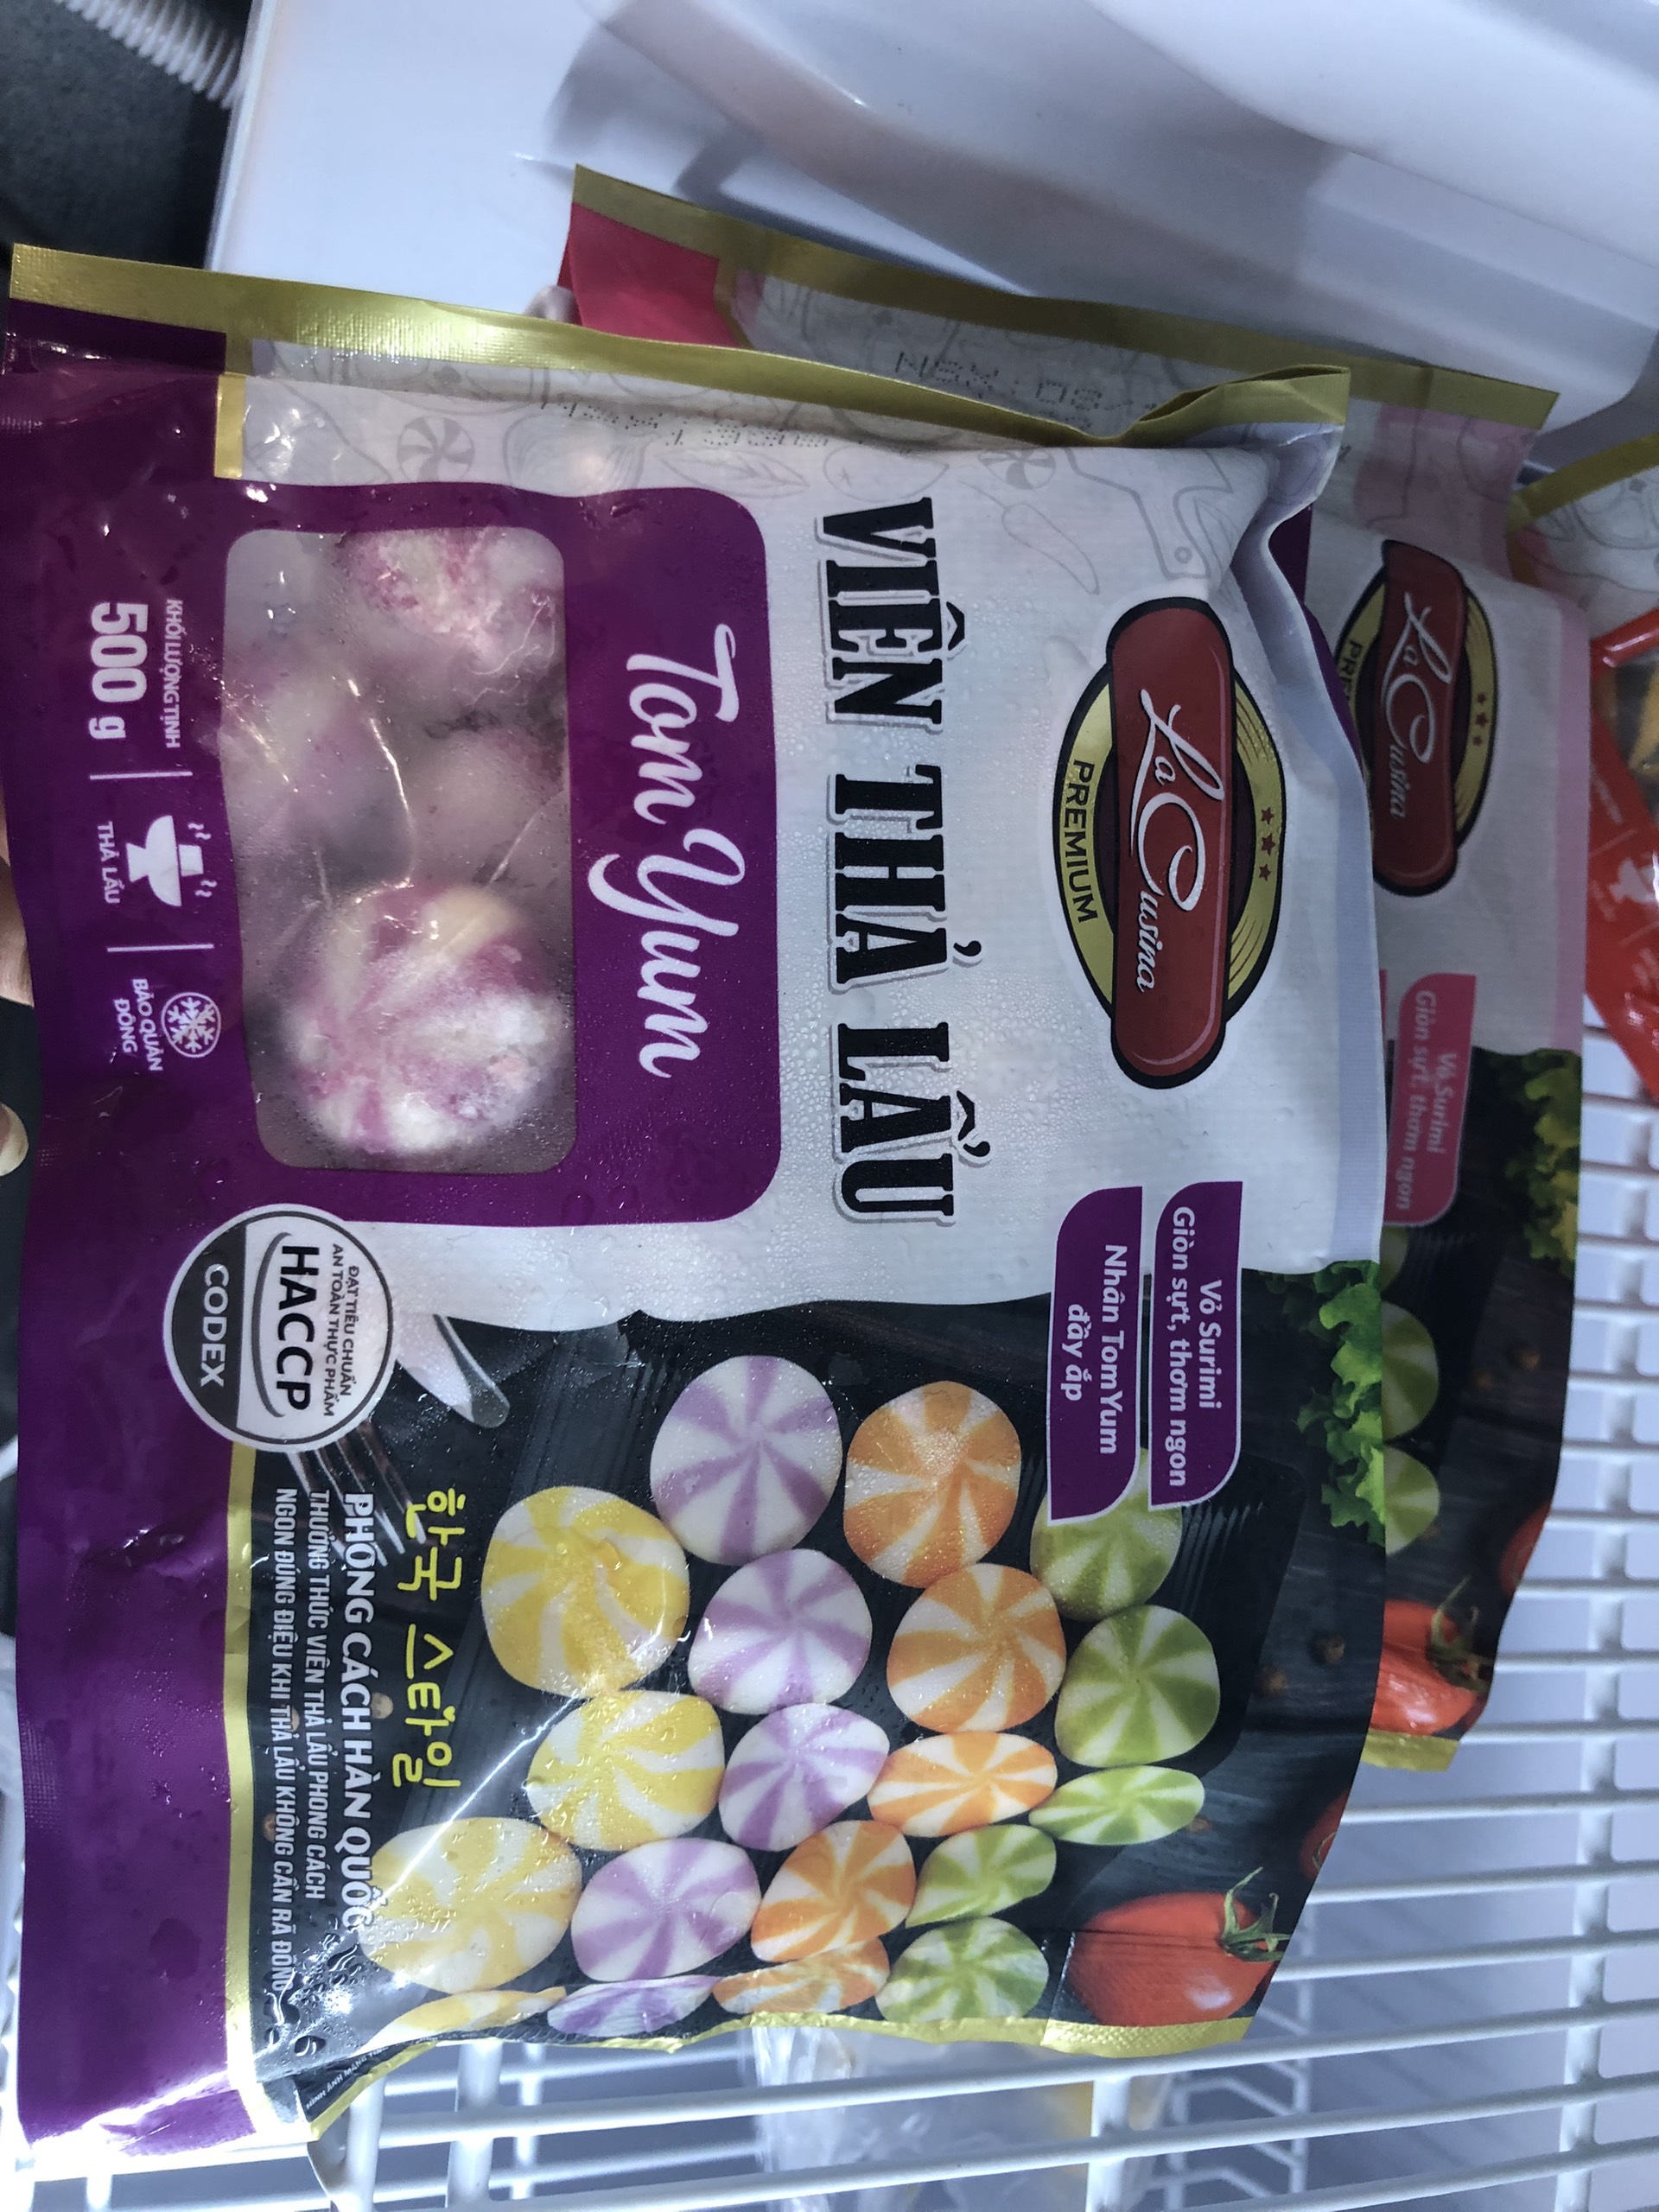 La Cusina
PREMIUM
VIÊN THẢ LẨU
Tom Yum
Vỏ Surimi
Giòn sựt, thơm ngon
Nhân TomYum
đầy ắp
KHỐI LƯỢNG TỊNH
500 g
THẢ LẨU
BẢO QUẢN
ĐÔNG
ĐẠT TIÊU CHUẨN
AN TOÀN THỰC PHẨM
HACCP
CODEX
한국 스타일
PHONG CÁCH HÀN QUỐC
THƯỞNG THỨC VIÊN THẢ LẨU PHONG CÁCH
NGON ĐÚNG ĐIỆU KHI THẢ LẨU KHÔNG CẦN RÃ ĐÔNG
La Cusina
Vỏ Surimi
Giòn sựt, thơm ngon
NSX: 08/